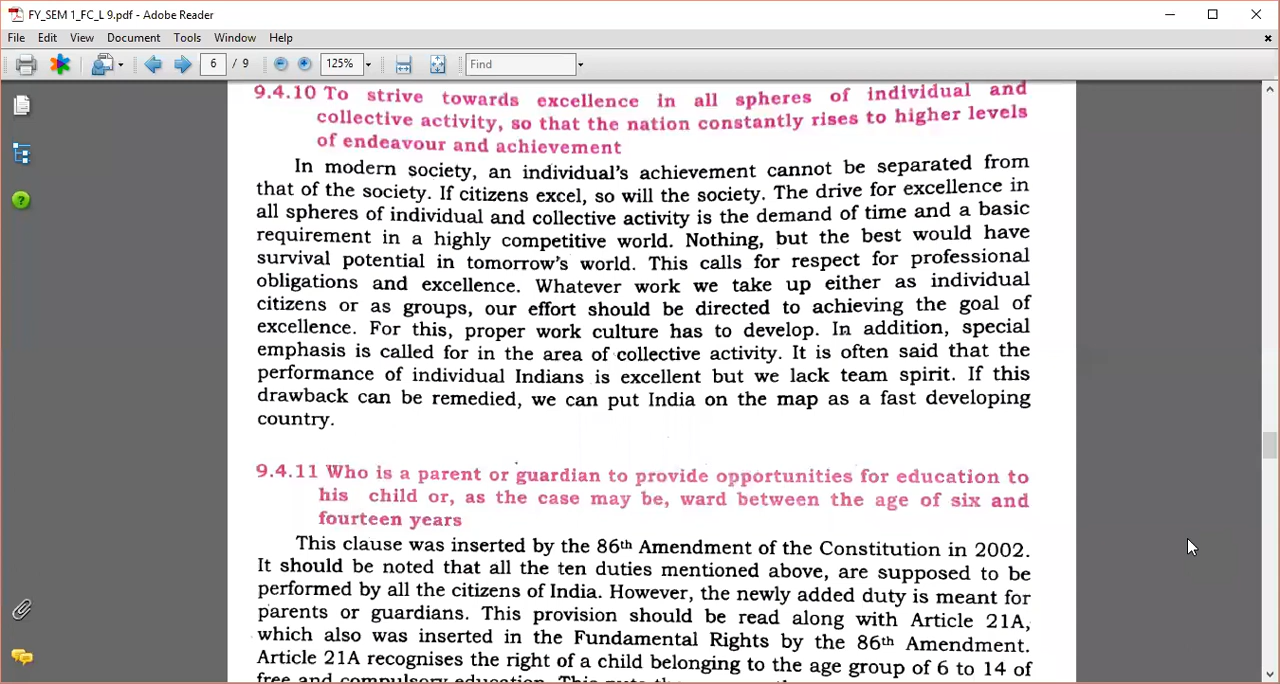 FY_SEM 1_FC_L 9.pdf - Adobe Reader
File Edit View Document Tools Window Help
6 / 9 125% Find
9.4.10 To strive towards excellence in all spheres of individual and
collective activity, so that the nation constantly rises to higher levels
of endeavour and achievement
In modern society, an individual's achievement cannot be separated from
that of the society. If citizens excel, so will the society. The drive for excellence in
all spheres of individual and collective activity is the demand of time and a basic
requirement in a highly competitive world. Nothing, but the best would have
survival potential in tomorrow's world. This calls for respect for professional
obligations and excellence. Whatever work we take up either as individual
citizens or as groups, our effort should be directed to achieving the goal of
excellence. For this, proper work culture has to develop. In addition, special
emphasis is called for in the area of collective activity. It is often said that the
performance of individual Indians is excellent but we lack team spirit. If this
drawback can be remedied, we can put India on the map as a fast developing
country.
9.4.11 Who is a parent or guardian to provide opportunities for education to
his child or, as the case may be, ward between the age of six and
fourteen years
This clause was inserted by the 86th Amendment of the Constitution in 2002.
It should be noted that all the ten duties mentioned above, are supposed to be
performed by all the citizens of India. However, the newly added duty is meant for
parents or guardians. This provision should be read along with Article 21A,
which also was inserted in the Fundamental Rights by the 86th Amendment.
Article 21A recognises the right of a child belonging to the age group of 6 to 14 of
free and compulsory education. This puts the